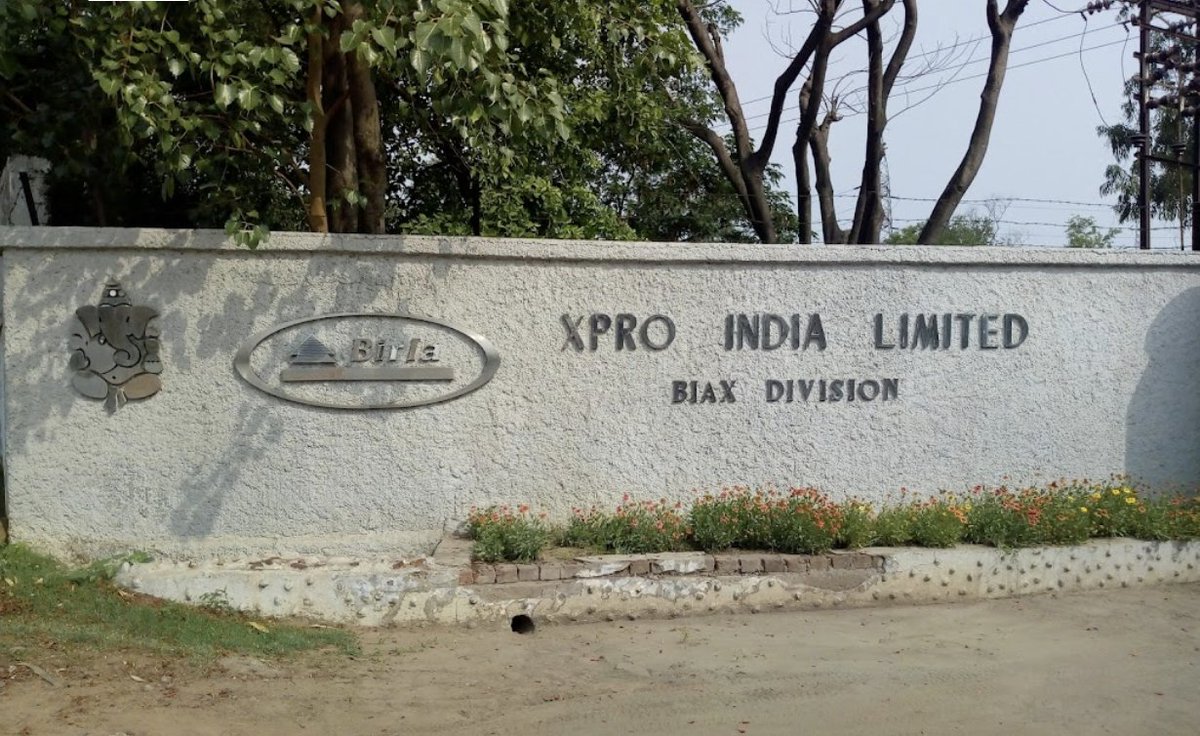 Birla
XPRO INDIA LIMITED
BIAX DIVISION